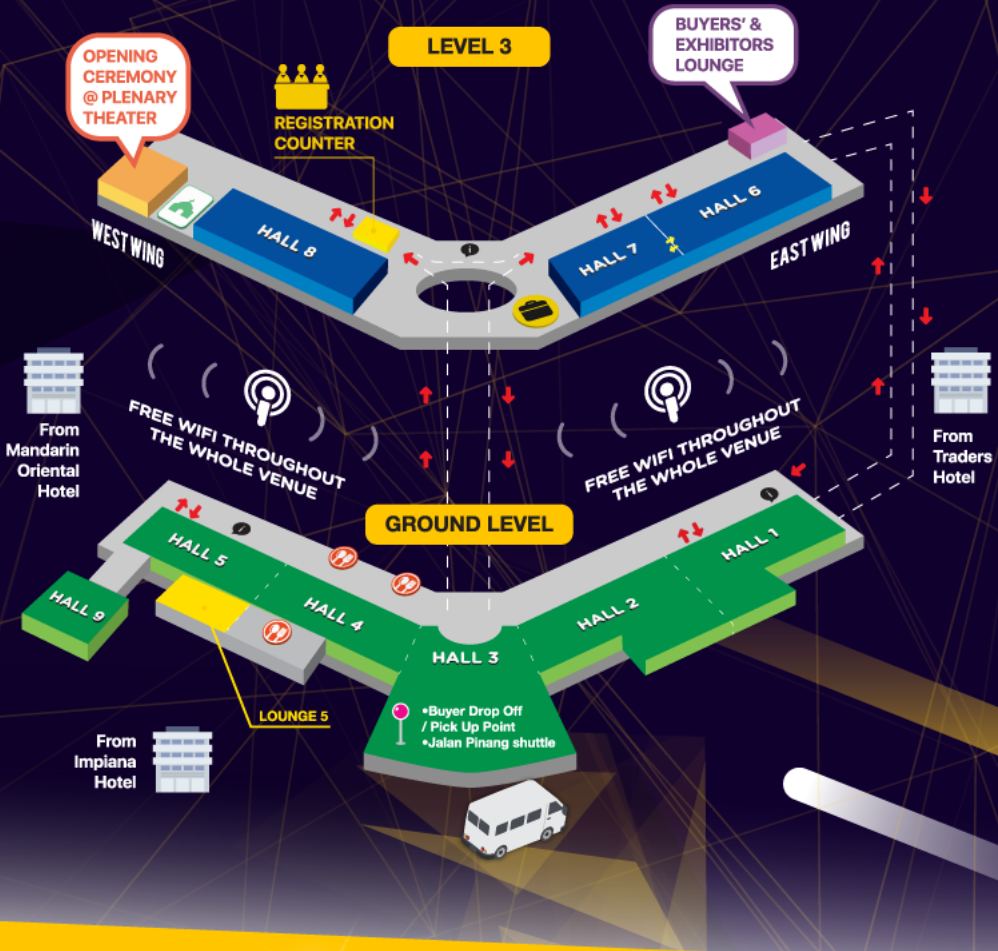 LEVEL 3
OPENING
CEREMONY
@ PLENARY
THEATER
BUYERS' &
EXHIBITORS
LOUNGE
REGISTRATION
COUNTER
WEST WING
HALL 8
HALL 7
HALL 6
EAST WING
From
Mandarin
Oriental
Hotel
FREE WIFI THROUGHOUT
THE WHOLE VENUE
FREE WIFI THROUGHOUT
THE WHOLE VENUE
From
Traders
Hotel
GROUND LEVEL
HALL 5
HALL 9
HALL 4
HALL 3
HALL 2
HALL 1
•Buyer Drop Off
/ Pick Up Point
•Jalan Pinang shuttle
LOUNGE 5
From
Impiana
Hotel